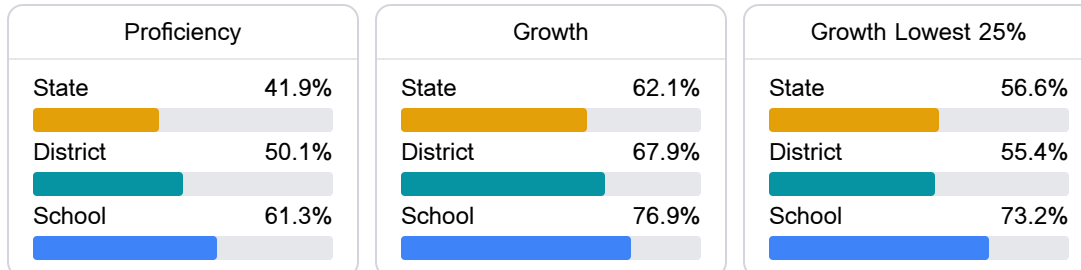 Proficiency
State 41.9%
District 50.1%
School 61.3%
Growth
State 62.1%
District 67.9%
School 76.9%
Growth Lowest 25%
State 56.6%
District 55.4%
School 73.2%